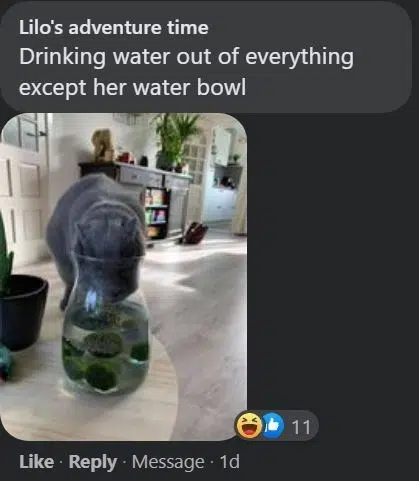 Lilo's adventure time
Drinking water out of everything
except her water bowl
11
Like · Reply · Message · 1d